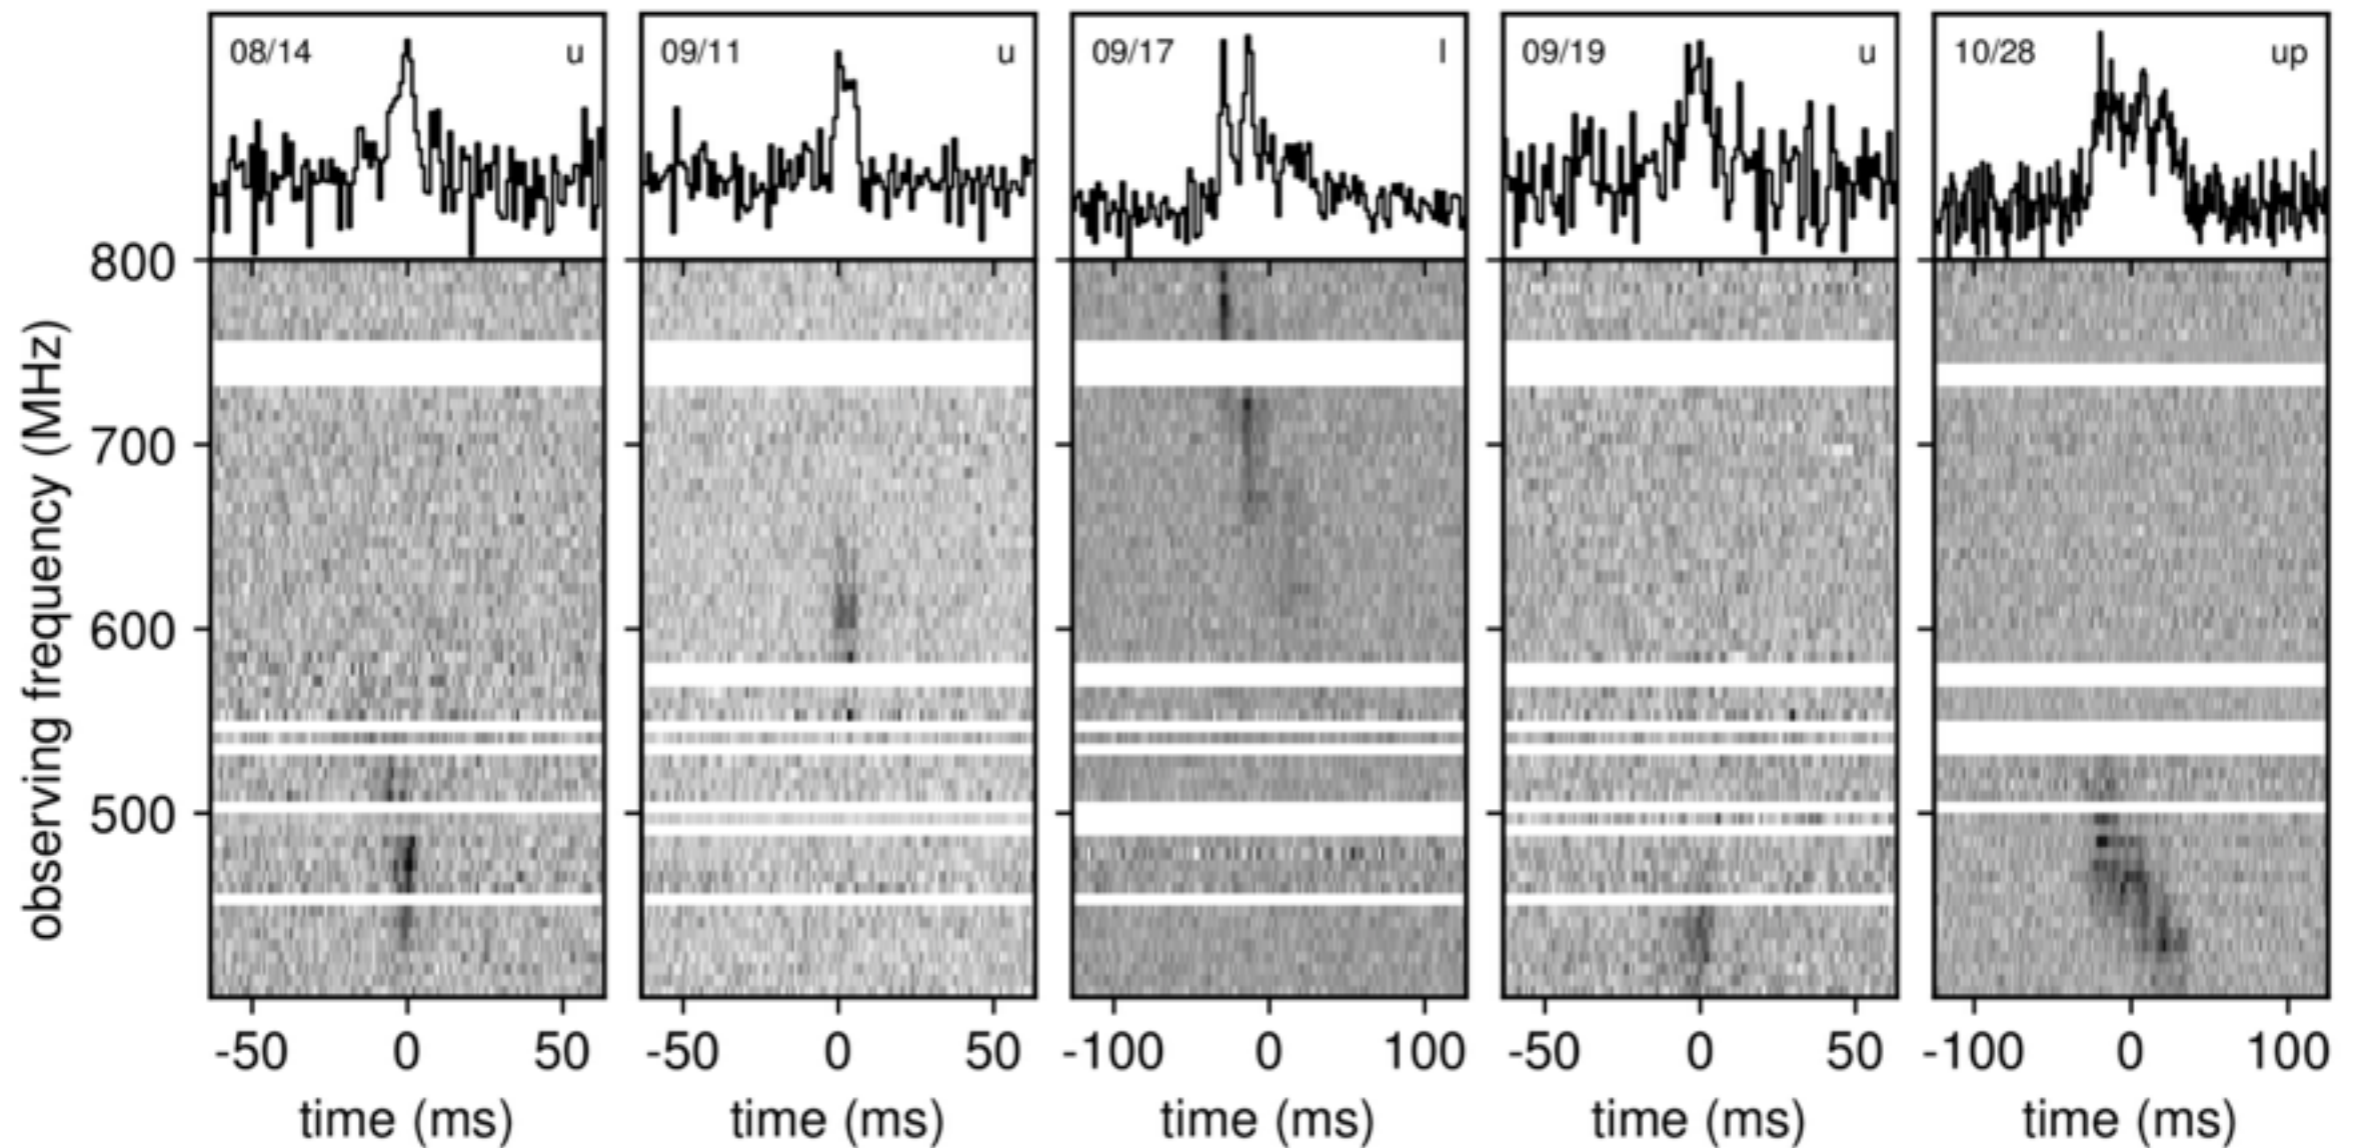 08/14 u 09/11 u 09/17 l 09/19 u 10/28 up
800
700
600
500
observing frequency (MHz)
-50 0 50 -50 0 50 -100 0 100 -50 0 50 -100 0 100
time (ms) time (ms) time (ms) time (ms) time (ms)